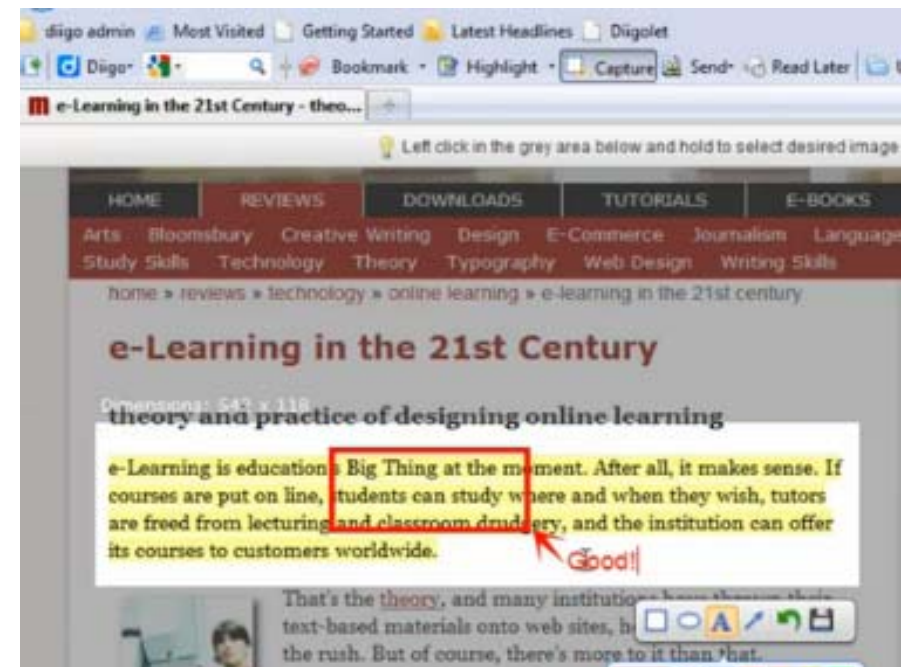 diigo admin Most Visited Getting Started Latest Headlines Diigolet
Diigo Bookmark Highlight Capture Send Read Later
e-Learning in the 21st Century - theo...
Left click in the grey area below and hold to select desired image
HOME REVIEWS DOWNLOADS TUTORIALS E-BOOKS
Arts Bloomsbury Creative Writing Design E-Commerce Journalism Language
Study Skills Technology Theory Typography Web Design Writing Skills
home » reviews » technology » online learning » e-learning in the 21st century
e-Learning in the 21st Century
Dimensions: 542 x 118
theory and practice of designing online learning
e-Learning is education's Big Thing at the moment. After all, it makes sense. If
courses are put on line, students can study where and when they wish, tutors
are freed from lecturing and classroom drudgery, and the institution can offer
its courses to customers worldwide.
Good!
That's the theory, and many institutions have thrown their
text-based materials onto web sites,
A
the rush. But of course, there's more to it than that.